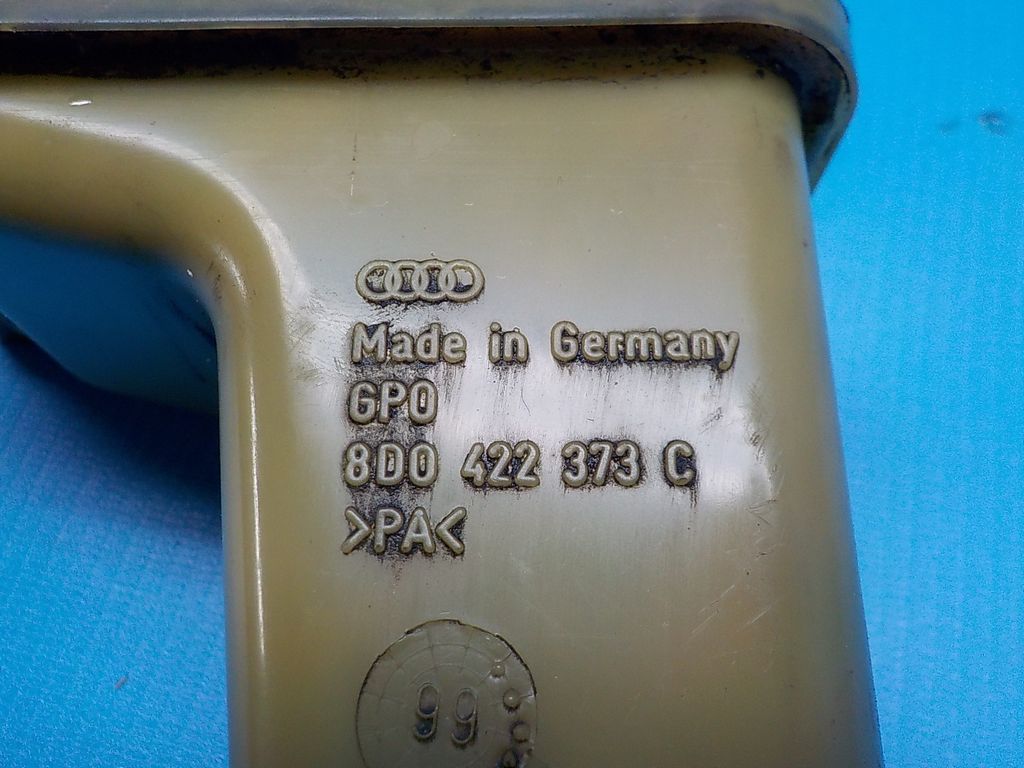 Made in Germany
GPO
8D0 422 373 C
>PA<
99